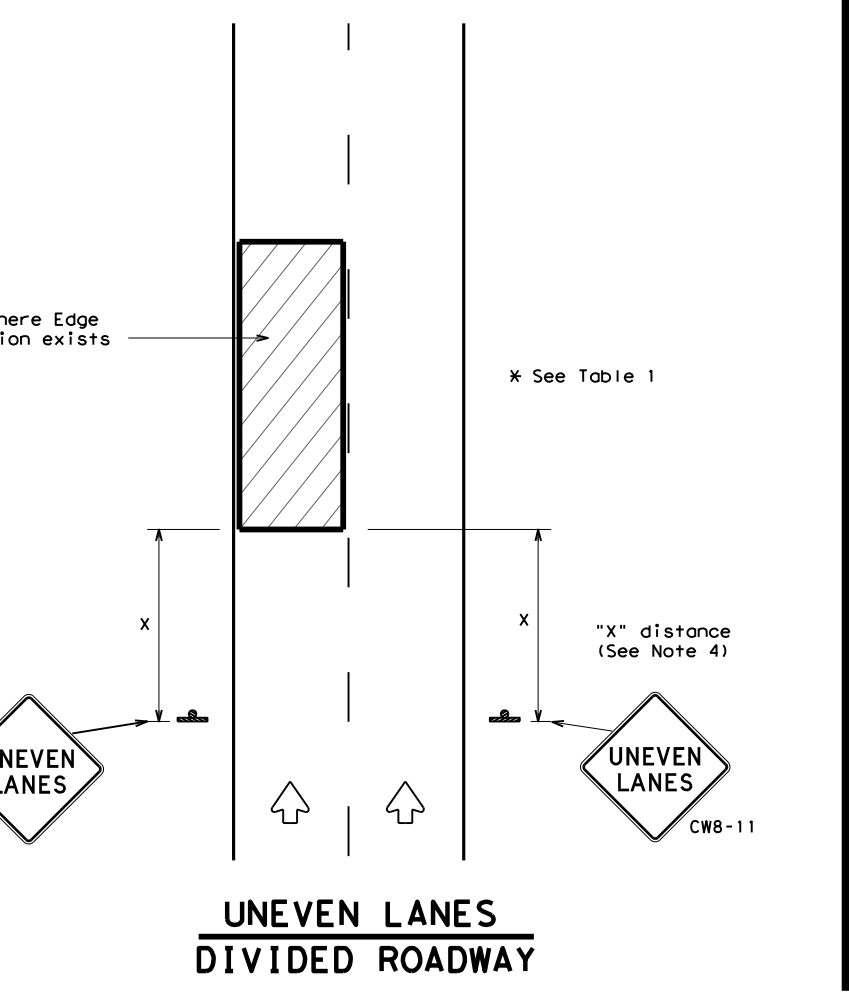 here Edge
ion exists
* See Table 1
X
X
"X" distance
(See Note 4)
NEVEN
LANES
UNEVEN
LANES
CW8-11
UNEVEN LANES
DIVIDED ROADWAY